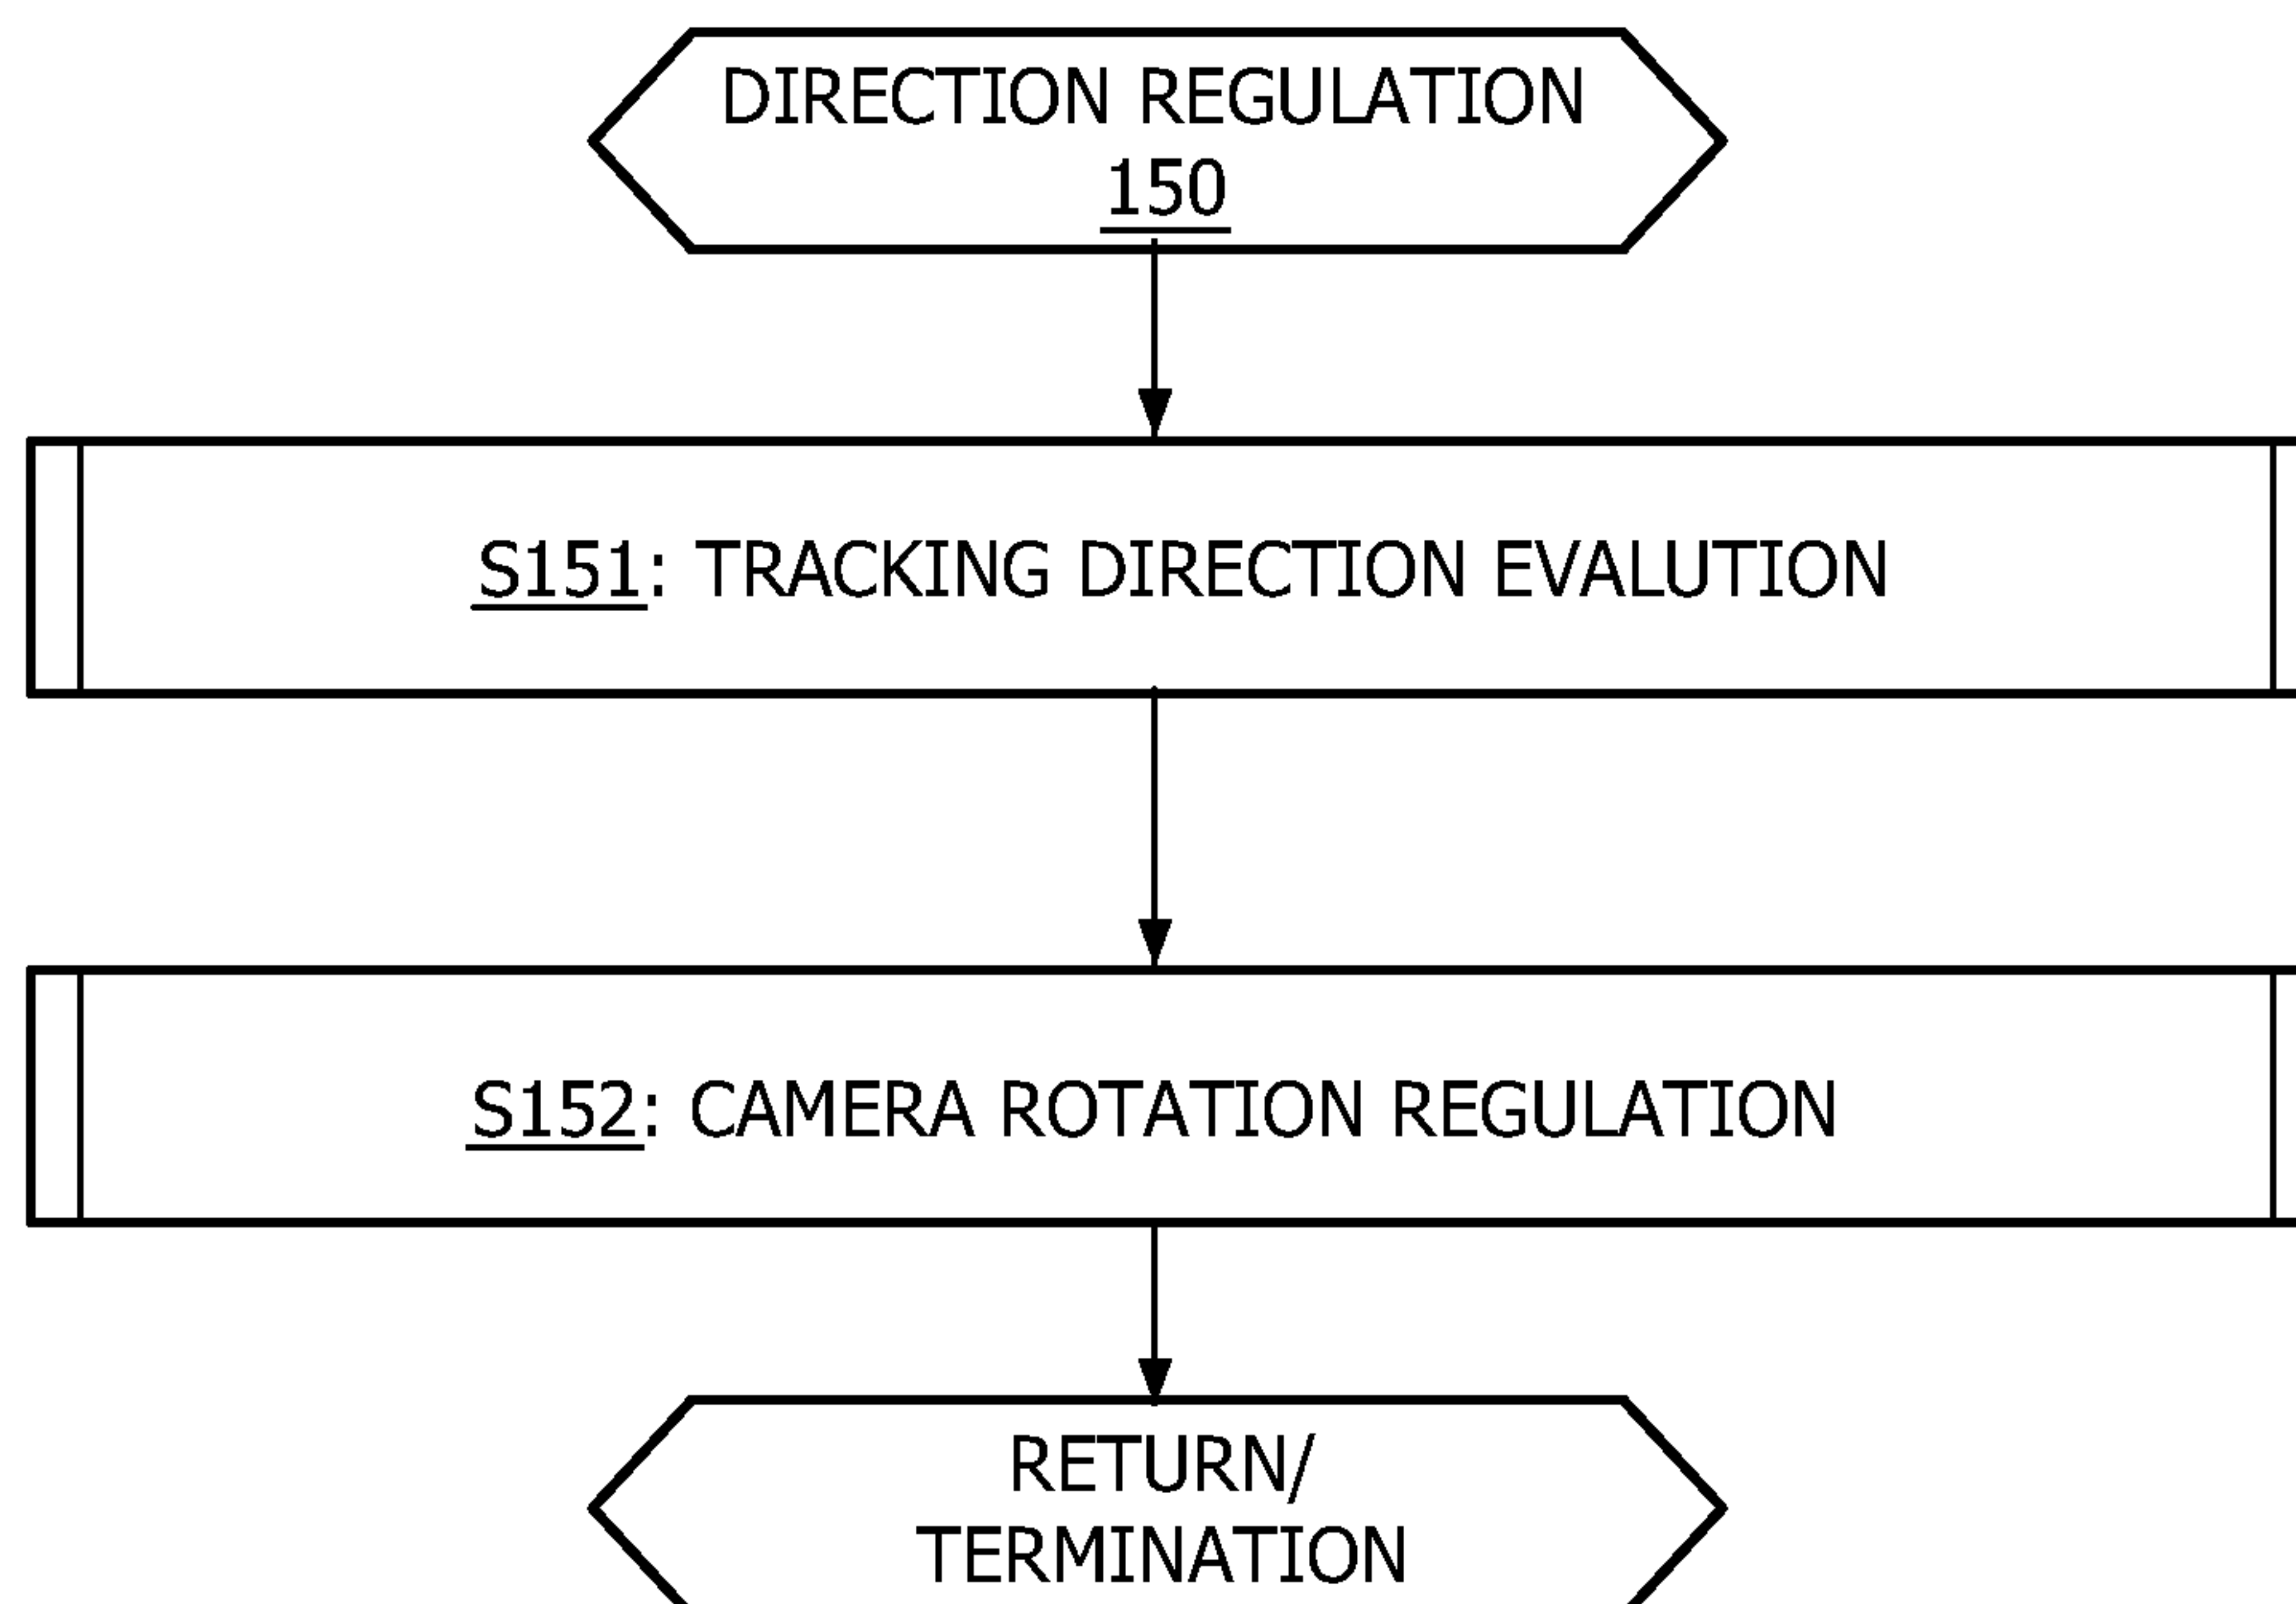 DIRECTION REGULATION
150
S151: TRACKING DIRECTION EVALUTION
S152: CAMERA ROTATION REGULATION
RETURN/
TERMINATION